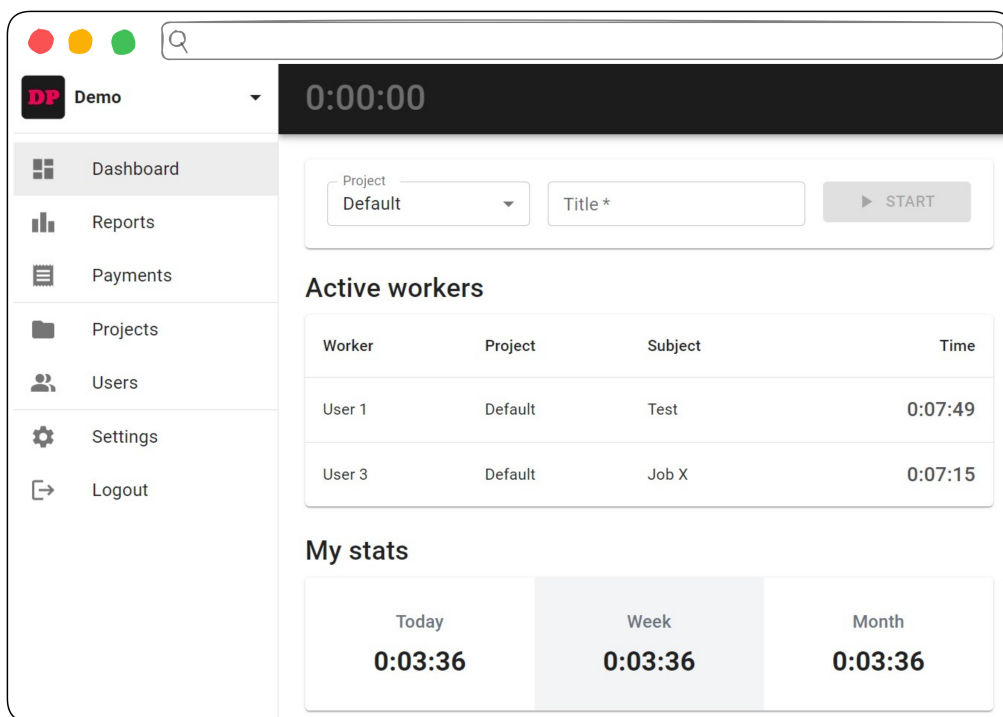 DP Demo
0:00:00
Dashboard
Reports
Payments
Projects
Users
Settings
Logout
Project
Default
Title *
START
Active workers
Worker Project Subject Time
User 1 Default Test 0:07:49
User 3 Default Job X 0:07:15
My stats
Today Week Month
0:03:36 0:03:36 0:03:36